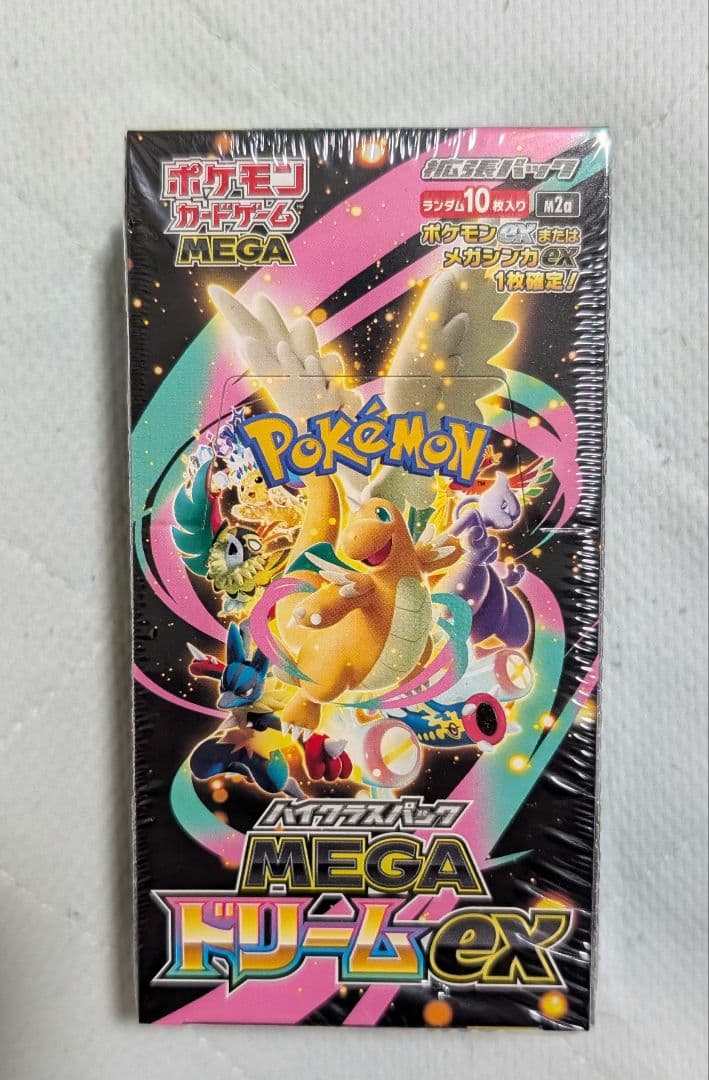 ポケモン
カードゲーム
MEGA
拡張パック
ランダム10枚入り M2a
ポケモンexまたは
メガシンカex
1枚確定!
POKéMON
TM
ハイクラスパック
MEGA
ドリームex